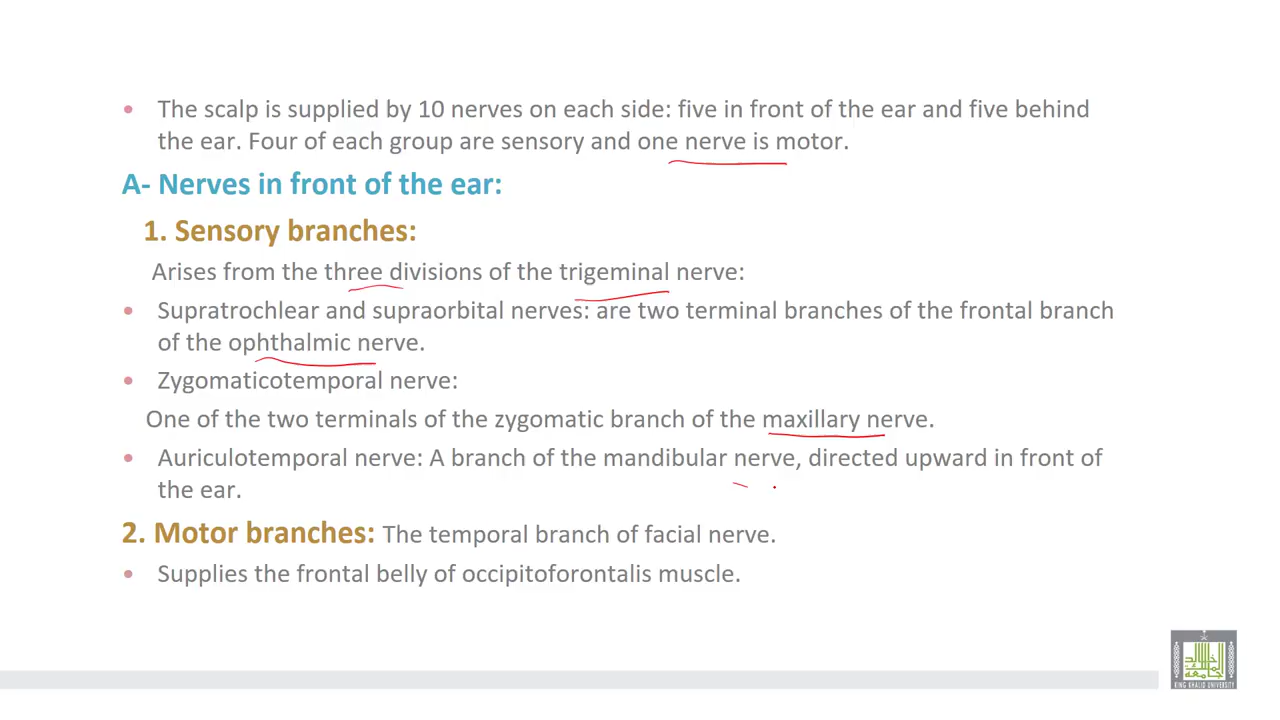 • The scalp is supplied by 10 nerves on each side: five in front of the ear and five behind
the ear. Four of each group are sensory and one nerve is motor.
A- Nerves in front of the ear:
1. Sensory branches:
Arises from the three divisions of the trigeminal nerve:
• Supratrochlear and supraorbital nerves: are two terminal branches of the frontal branch
of the ophthalmic nerve.
• Zygomaticotemporal nerve:
One of the two terminals of the zygomatic branch of the maxillary nerve.
• Auriculotemporal nerve: A branch of the mandibular nerve, directed upward in front of
the ear.
2. Motor branches: The temporal branch of facial nerve.
• Supplies the frontal belly of occipitoforontalis muscle.
KING KHALID UNIVERSITY